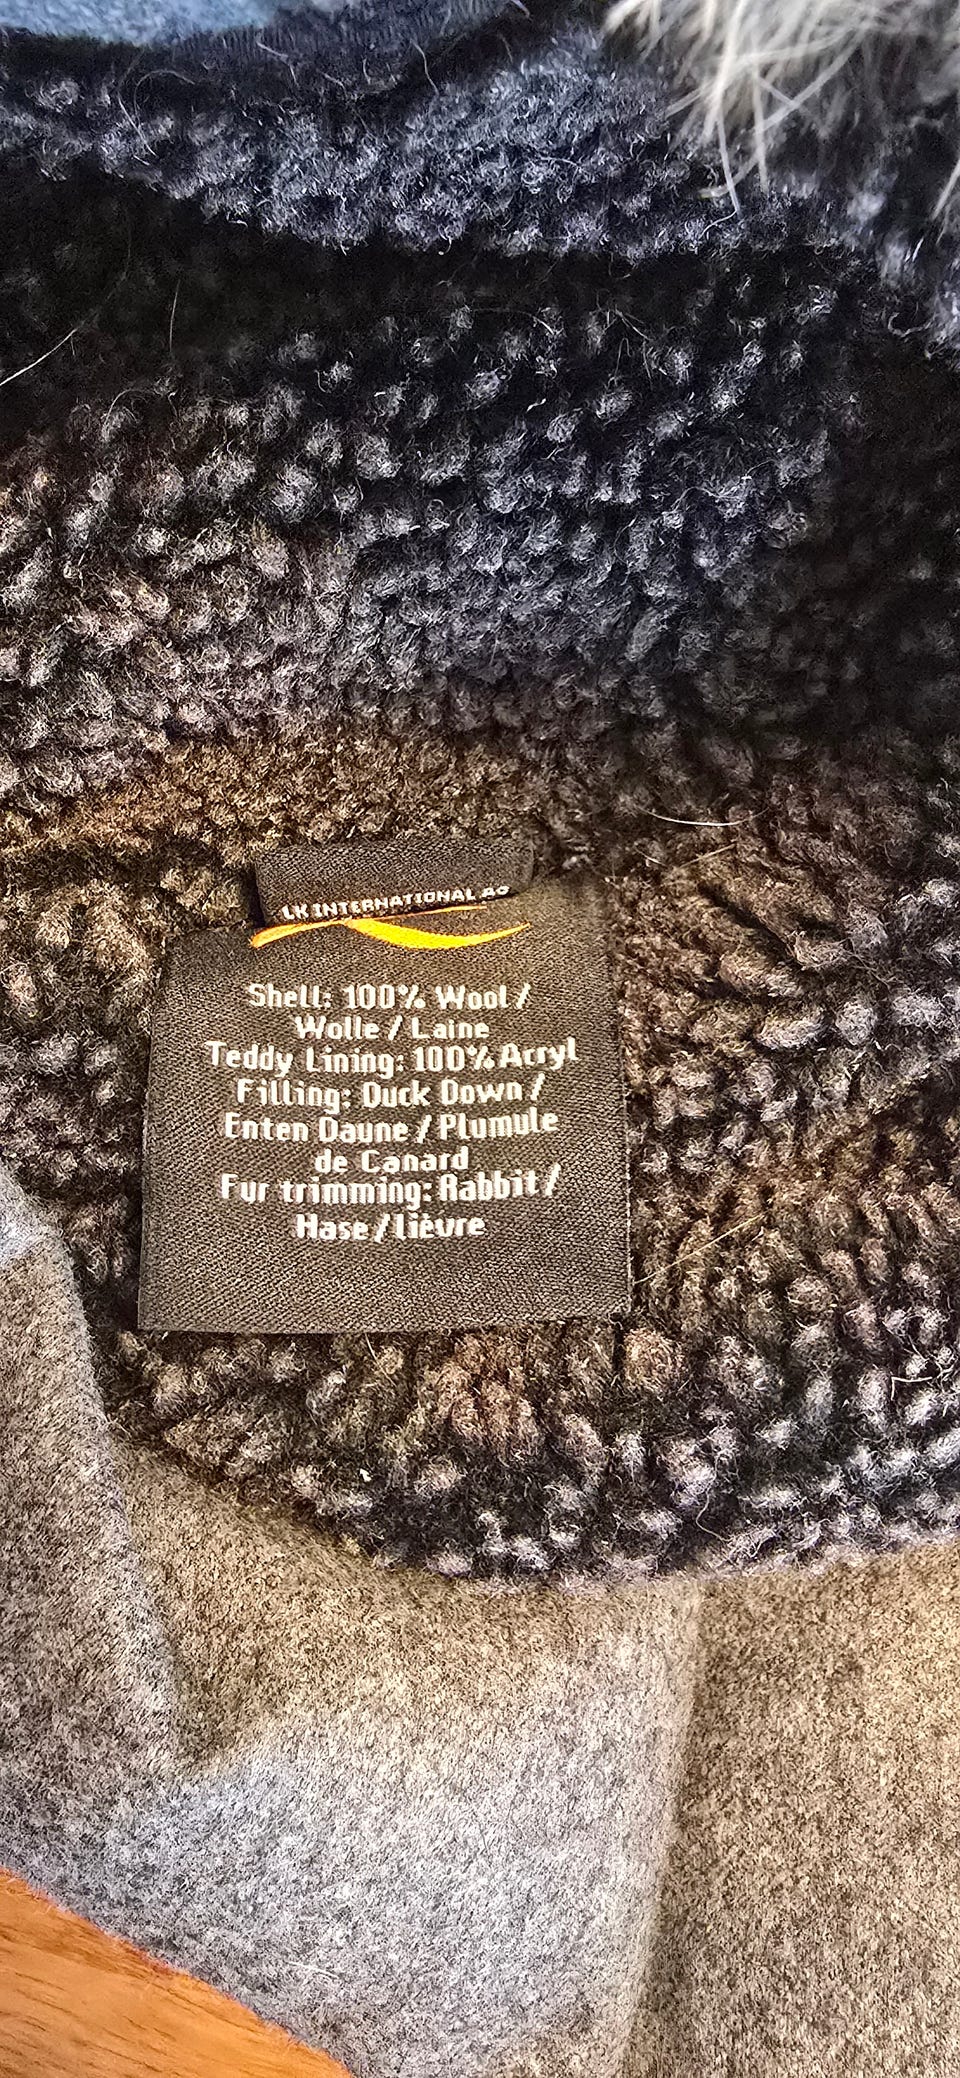 LK INTERNATIONAL AG
Shell: 100% Wool /
Wolle / Laine
Teddy Lining: 100% Acryl
Filling: Duck Down /
Enten Daune / Plumule
de Canard
Fur trimming: Rabbit /
Hase / lièvre